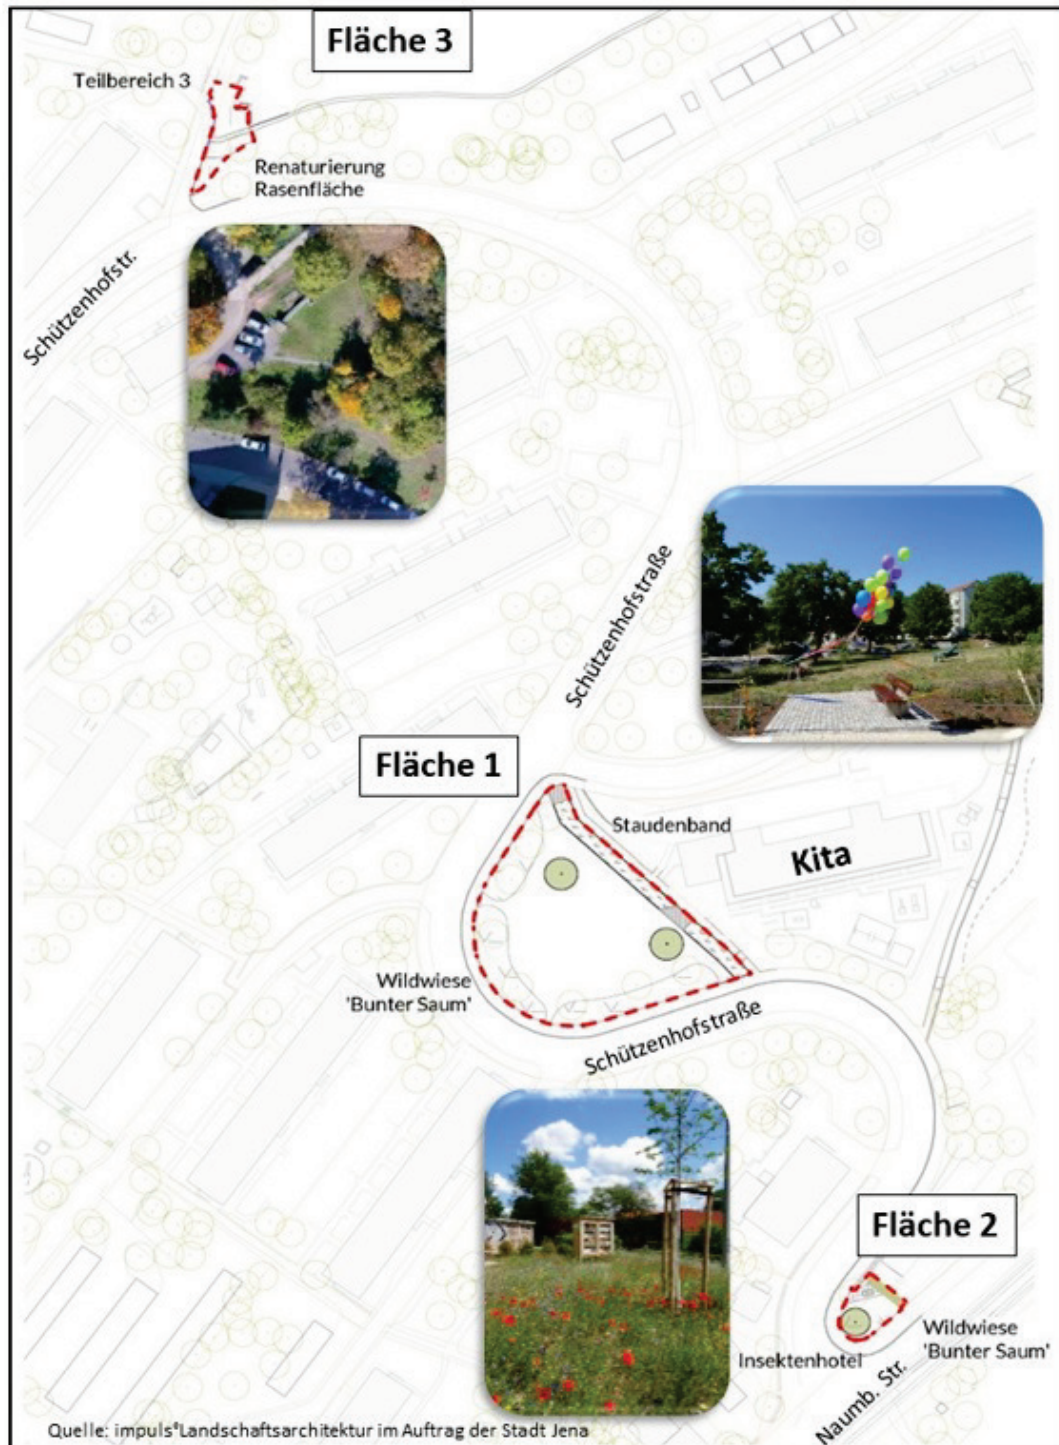 Fläche 3
Teilbereich 3
Renaturierung
Rasenfläche
Schützenhofstr.
Schützenhofstraße
Fläche 1
Staudenband
Kita
Wildwiese
'Bunter Saum'
Schützenhofstraße
Fläche 2
Insektenhotel
Wildwiese
'Bunter Saum'
Naumb. Str.
Quelle: impuls°Landschaftsarchitektur im Auftrag der Stadt Jena